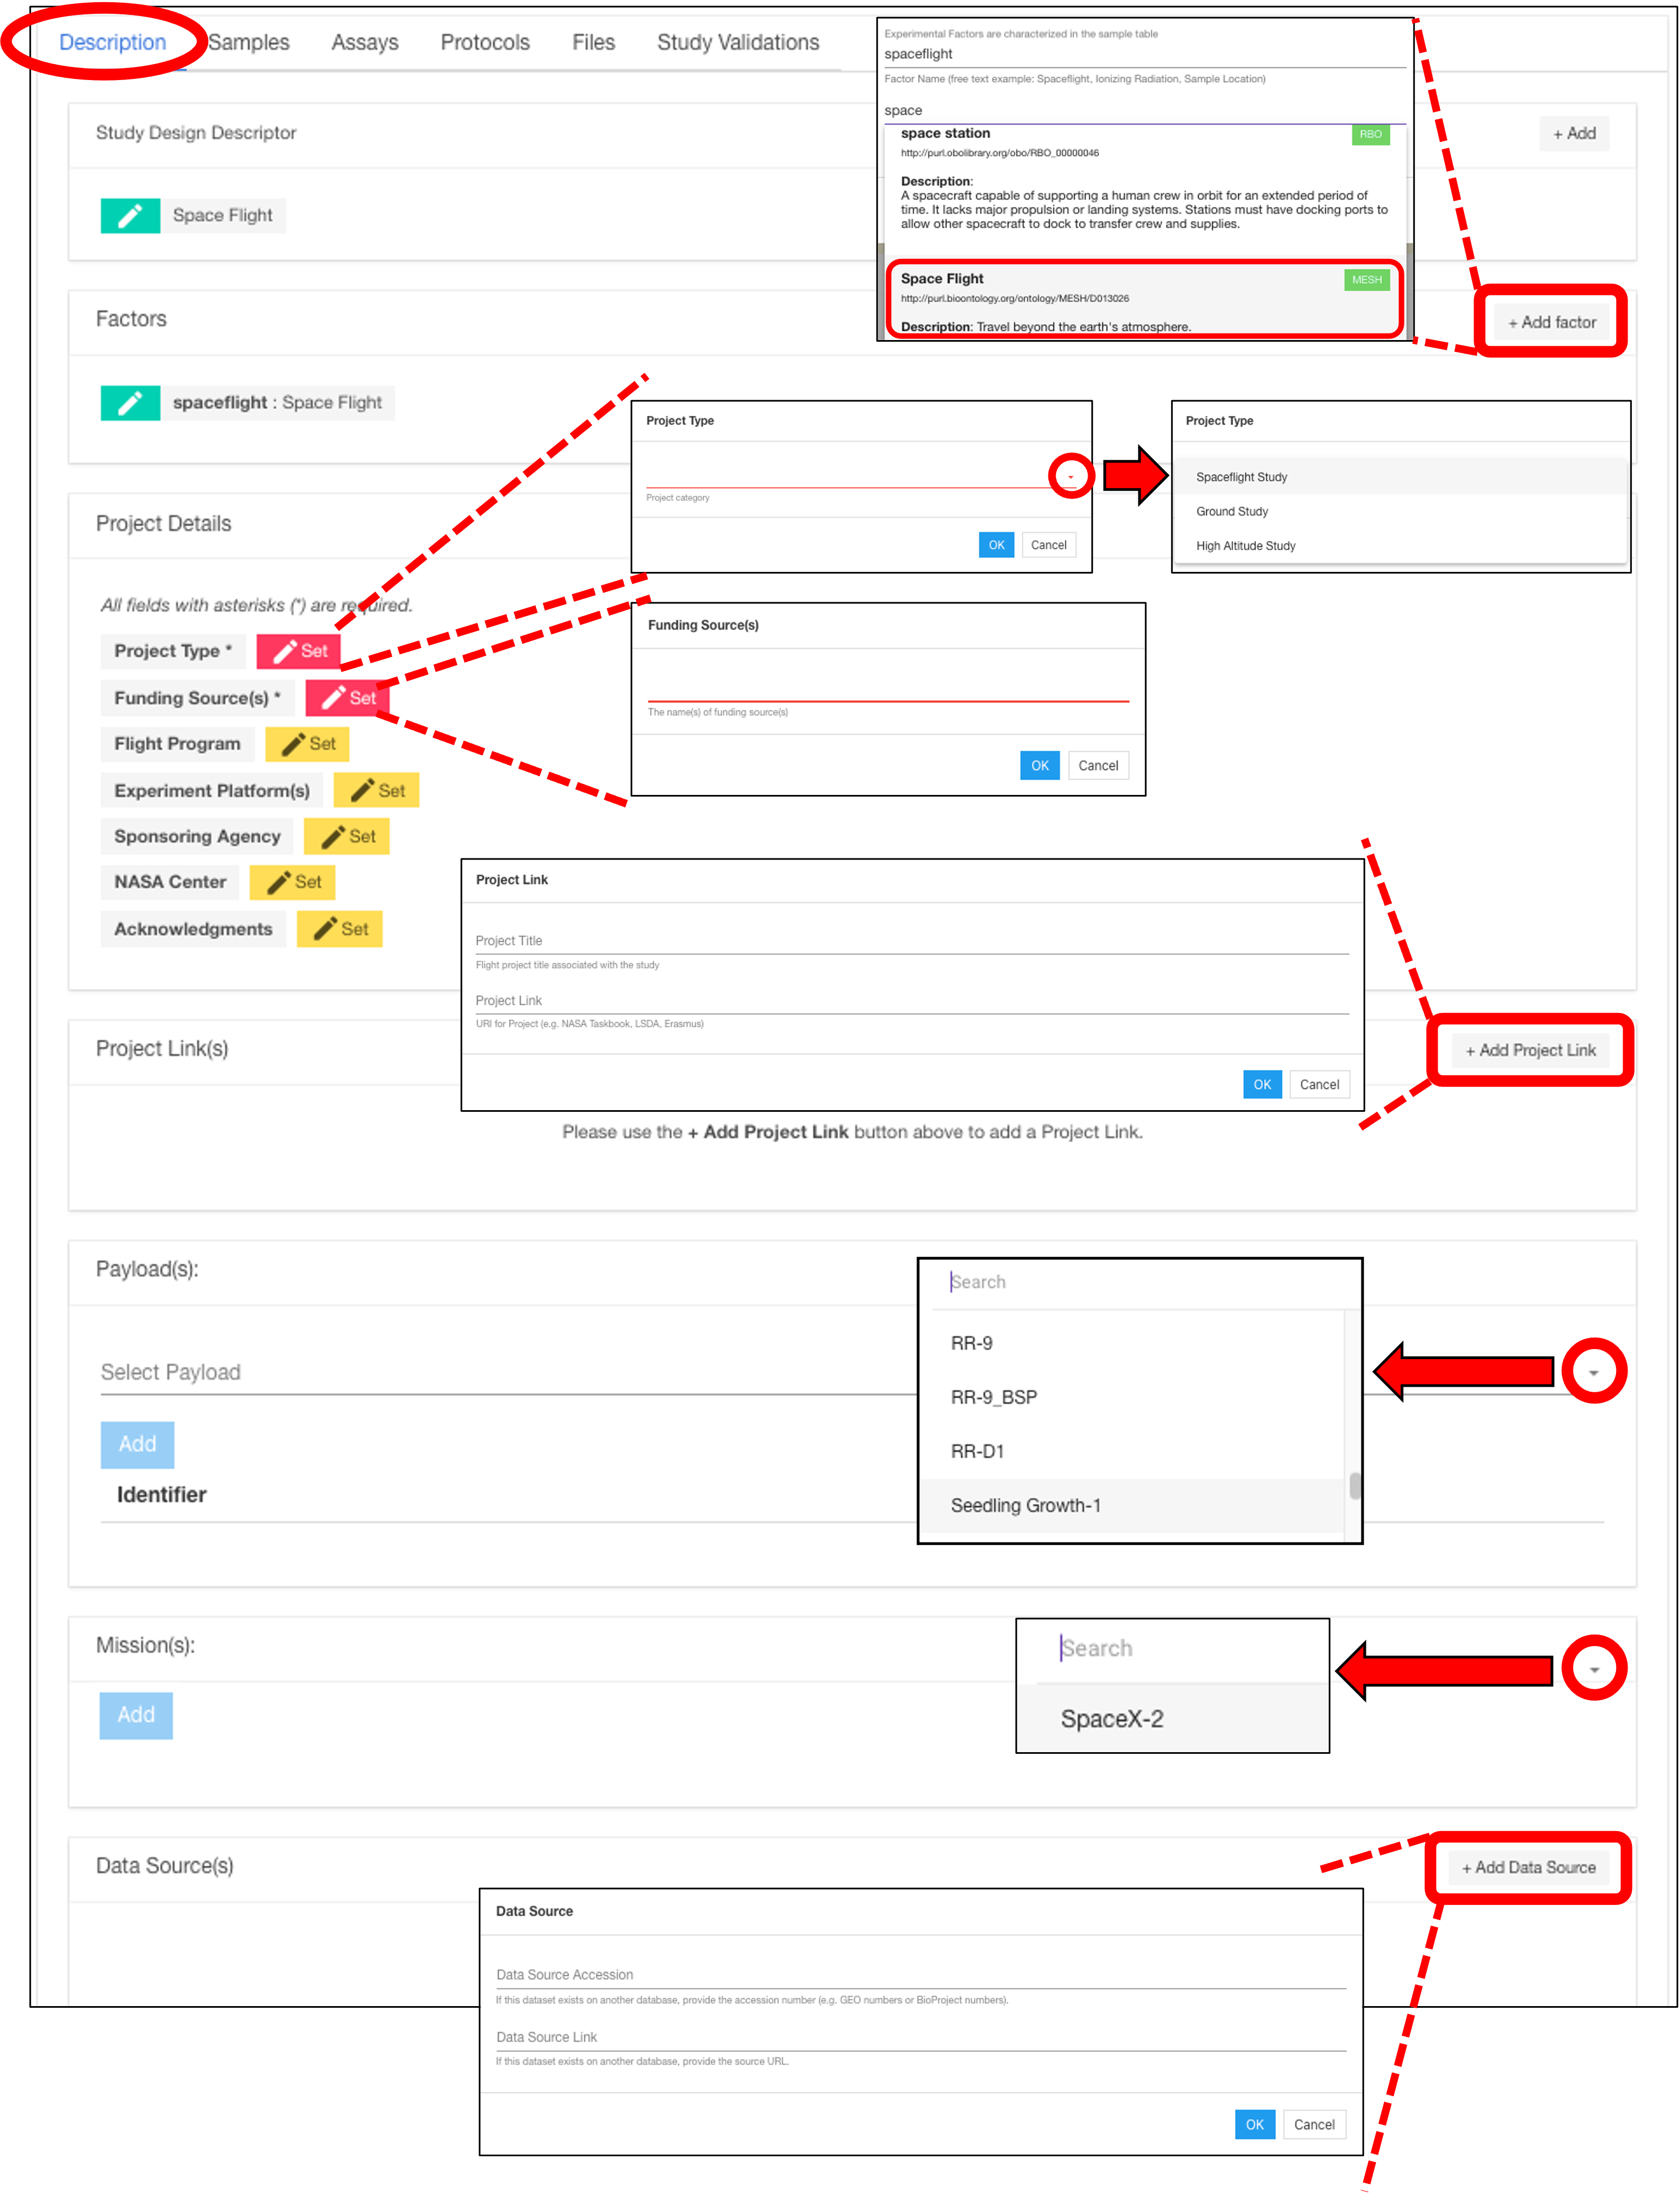 Description Samples Assays Protocols Files Study Validations
Experimental Factors are characterized in the sample table
spaceflight
Factor Name (free text example: Spaceflight, Ionizing Radiation, Sample Location)
space
space station RBO
http://purl.obolibrary.org/obo/RBO_00000046
Description:
A spacecraft capable of supporting a human crew in orbit for an extended period of
time. It lacks major propulsion or landing systems. Stations must have docking ports to
allow other spacecraft to dock to transfer crew and supplies.
Space Flight MESH
http://purl.bioontology.org/ontology/MESH/D013026
Description: Travel beyond the earth's atmosphere.
Study Design Descriptor + Add
Space Flight
Factors + Add factor
spaceflight : Space Flight
Project Type
Project category
OK Cancel
Project Type
Spaceflight Study
Ground Study
High Altitude Study
Project Details
All fields with asterisks (*) are required.
Project Type * Set
Funding Source(s) * Set
Flight Program Set
Experiment Platform(s) Set
Sponsoring Agency Set
NASA Center Set
Acknowledgments Set
Funding Source(s)
The name(s) of funding source(s)
OK Cancel
Project Link
Project Title
Flight project title associated with the study
Project Link
URI for Project (e.g. NASA Taskbook, LSDA, Erasmus)
OK Cancel
Project Link(s) + Add Project Link
Please use the + Add Project Link button above to add a Project Link.
Payload(s):
Select Payload
Add
Identifier
Search
RR-9
RR-9_BSP
RR-D1
Seedling Growth-1
Mission(s):
Add
Search
SpaceX-2
Data Source(s) + Add Data Source
Data Source
Data Source Accession
If this dataset exists on another database, provide the accession number (e.g. GEO numbers or BioProject numbers).
Data Source Link
If this dataset exists on another database, provide the source URL.
OK Cancel